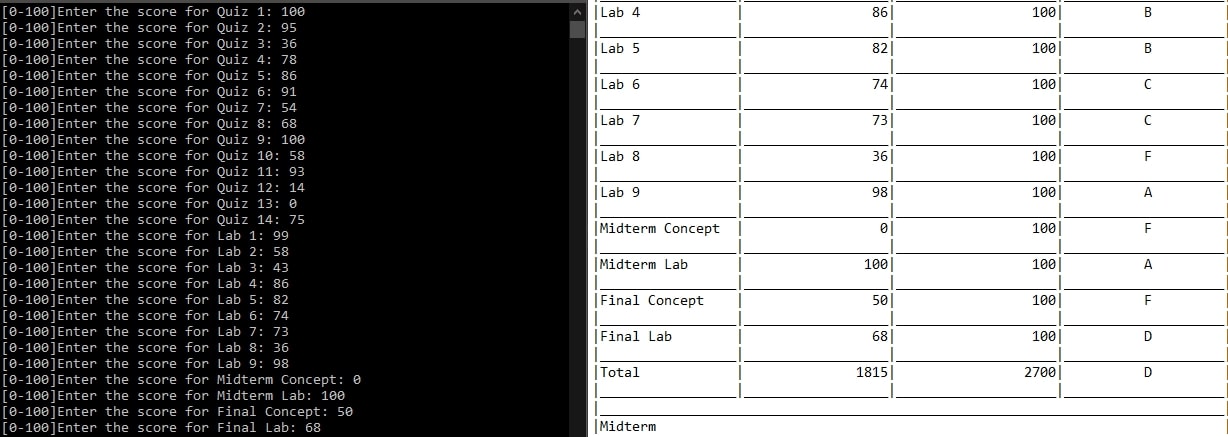 [0-100]Enter the score for Quiz 1: 100
[0-100]Enter the score for Quiz 2: 95
[0-100]Enter the score for Quiz 3: 36
[0-100]Enter the score for Quiz 4: 78
[0-100]Enter the score for Quiz 5: 86
[0-100]Enter the score for Quiz 6: 91
[0-100]Enter the score for Quiz 7: 54
[0-100]Enter the score for Quiz 8: 68
[0-100]Enter the score for Quiz 9: 100
[0-100]Enter the score for Quiz 10: 58
[0-100]Enter the score for Quiz 11: 93
[0-100]Enter the score for Quiz 12: 14
[0-100]Enter the score for Quiz 13: 0
[0-100]Enter the score for Quiz 14: 75
[0-100]Enter the score for Lab 1: 99
[0-100]Enter the score for Lab 2: 58
[0-100]Enter the score for Lab 3: 43
[0-100]Enter the score for Lab 4: 86
[0-100]Enter the score for Lab 5: 82
[0-100]Enter the score for Lab 6: 74
[0-100]Enter the score for Lab 7: 73
[0-100]Enter the score for Lab 8: 36
[0-100]Enter the score for Lab 9: 98
[0-100]Enter the score for Midterm Concept: 0
[0-100]Enter the score for Midterm Lab: 100
[0-100]Enter the score for Final Concept: 50
[0-100]Enter the score for Final Lab: 68
|Lab 4 | 86| 100| B
|Lab 5 | 82| 100| B
|Lab 6 | 74| 100| C
|Lab 7 | 73| 100| C
|Lab 8 | 36| 100| F
|Lab 9 | 98| 100| A
|Midterm Concept | 0| 100| F
|Midterm Lab | 100| 100| A
|Final Concept | 50| 100| F
|Final Lab | 68| 100| D
|Total | 1815| 2700| D
|Midterm